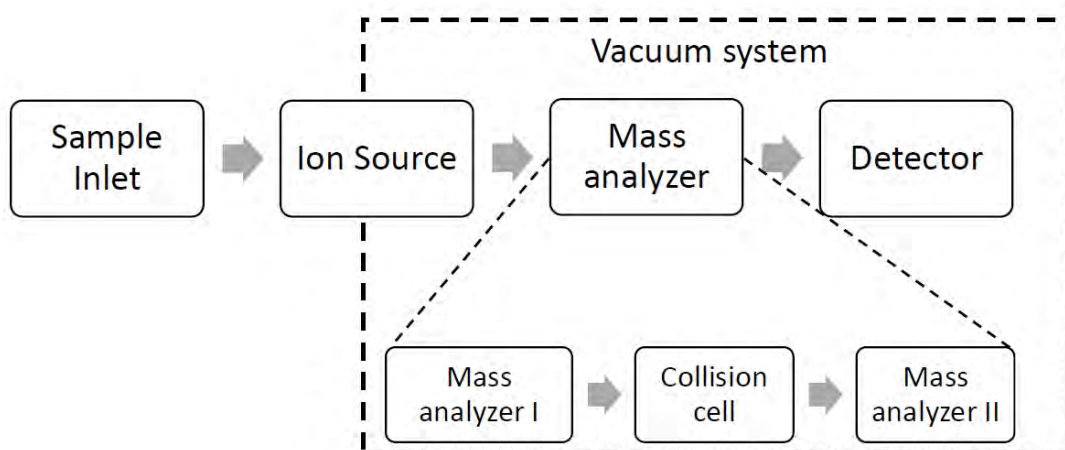 Vacuum system
Sample
Inlet
Ion Source
Mass
analyzer
Detector
Mass
analyzer I
Collision
cell
Mass
analyzer II